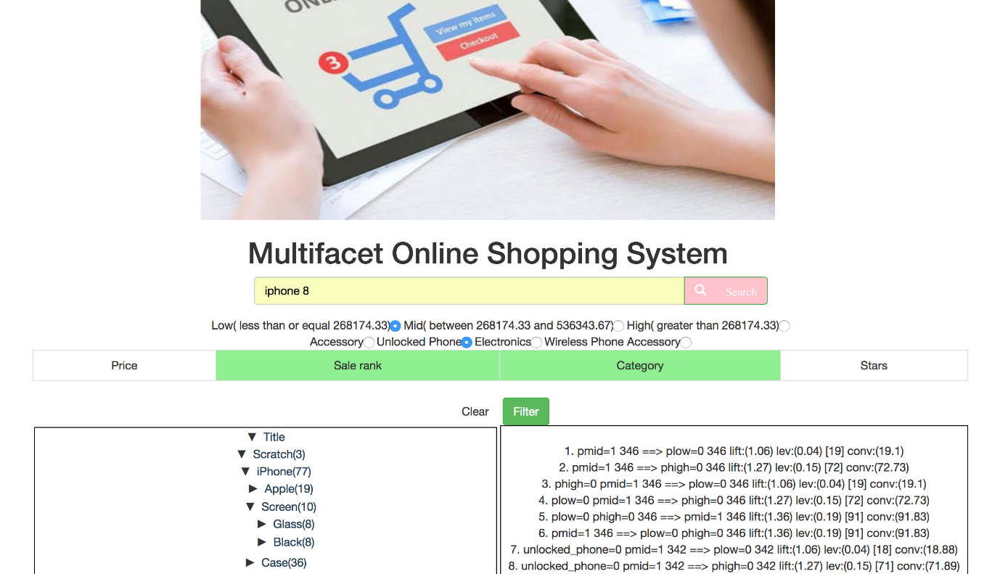 View my items
Checkout
3
Multifacet Online Shopping System
iphone 8
Search
Low( less than or equal 268174.33) Mid( between 268174.33 and 536343.67) High( greater than 268174.33)
Accessory Unlocked Phone Electronics Wireless Phone Accessory
Price Sale rank Category Stars
Clear Filter
▼ Title
▼ Scratch(3)
▼ iPhone(77)
▶ Apple(19)
▼ Screen(10)
▶ Glass(8)
▶ Black(8)
▶ Case(36)
1. pmid=1 346 ==> plow=0 346 lift:(1.06) lev:(0.04) [19] conv:(19.1)
2. pmid=1 346 ==> phigh=0 346 lift:(1.27) lev:(0.15) [72] conv:(72.73)
3. phigh=0 pmid=1 346 ==> plow=0 346 lift:(1.06) lev:(0.04) [19] conv:(19.1)
4. plow=0 pmid=1 346 ==> phigh=0 346 lift:(1.27) lev:(0.15) [72] conv:(72.73)
5. plow=0 phigh=0 346 ==> pmid=1 346 lift:(1.36) lev:(0.19) [91] conv:(91.83)
6. pmid=1 346 ==> plow=0 phigh=0 346 lift:(1.36) lev:(0.19) [91] conv:(91.83)
7. unlocked_phone=0 pmid=1 342 ==> plow=0 342 lift:(1.06) lev:(0.04) [18] conv:(18.88)
8. unlocked_phone=0 pmid=1 342 ==> phigh=0 342 lift:(1.27) lev:(0.15) [71] conv:(71.89)